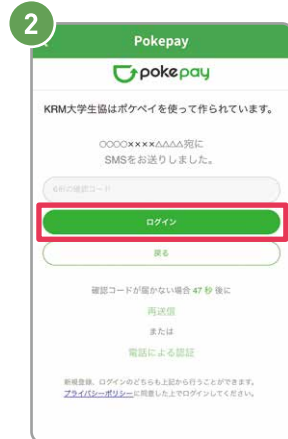 2
Pokepay
pokepay
KRM大学生協はポケペイを使って作られています。
○○○○××××△△△△宛に
SMSをお送りしました。
6桁の確認コード
ログイン
戻る
確認コードが届かない場合 47 秒 後に
再送信
または
電話による認証
新規登録、ログインのどちらも上記から行うことができます。
プライバシーポリシーに同意した上でログインしてください。